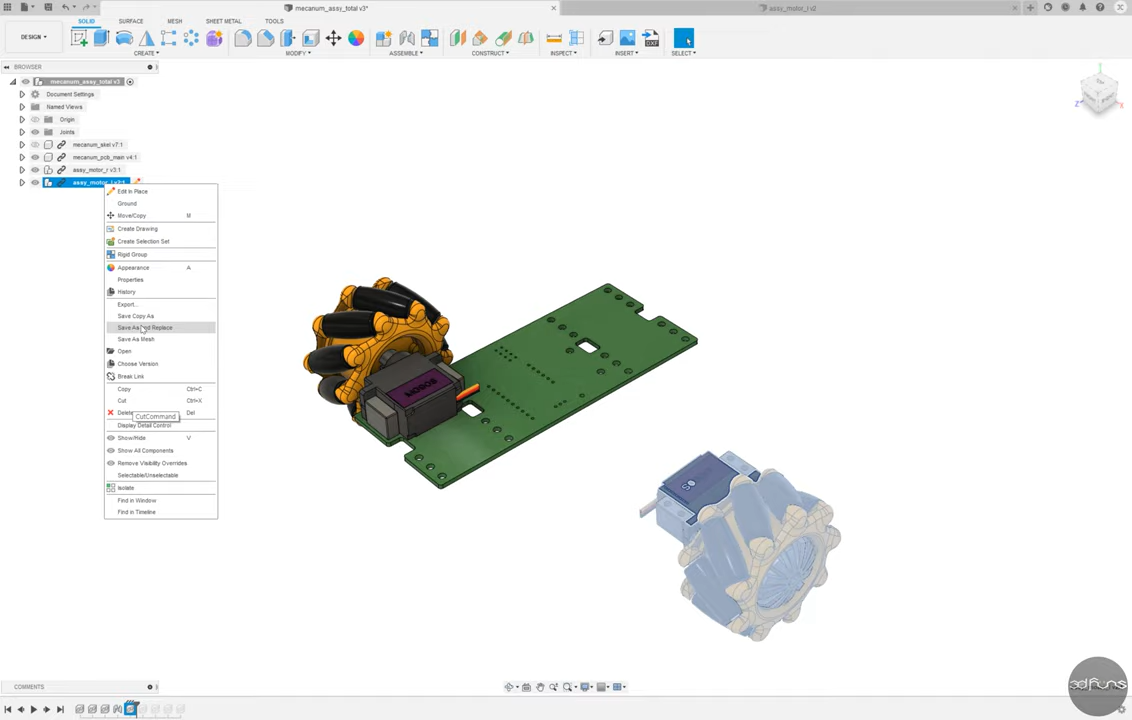 mecanum_assy_total v3*
assy_motor_l v2
SOLID
SURFACE
MESH
SHEET METAL
TOOLS
DESIGN
CREATE
MODIFY
ASSEMBLE
CONSTRUCT
INSPECT
INSERT
SELECT
BROWSER
mecanum_assy_total v3
Document Settings
Named Views
Origin
Joints
mecanum_skel v7:1
mecanum_pcb_main v4:1
assy_motor_r v3:1
Edit In Place
Ground
Move/Copy M
Create Drawing
Create Selection Set
Rigid Group
Appearance A
Properties
History
Export...
Save Copy As
Save As and Replace
Save As Mesh
Open
Choose Version
Break Link
Copy Ctrl+C
Cut Ctrl+X
Delete Del
CutCommand
Display Detail Control
Show/Hide V
Show All Components
Remove Visibility Overrides
Selectable/Unselectable
Isolate
Find in Window
Find in Timeline
COMMENTS
3dfuns